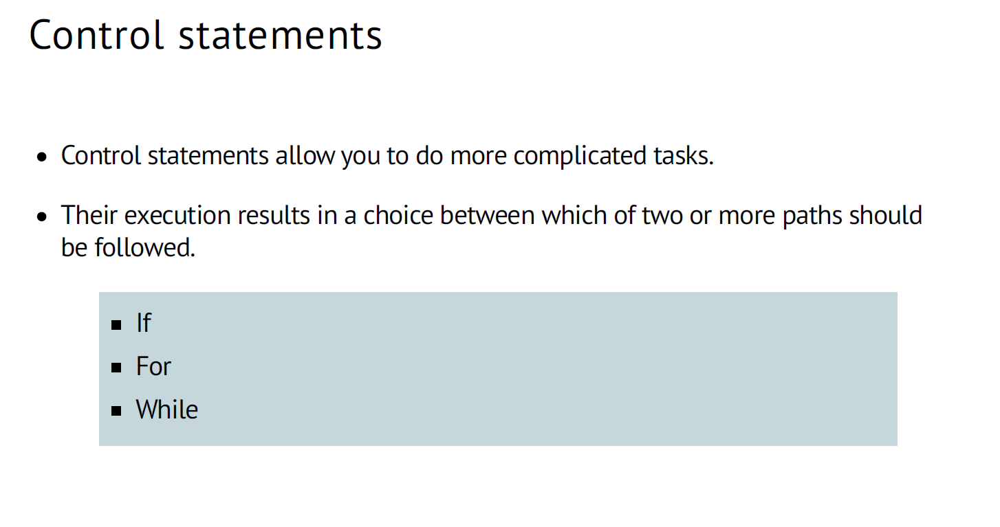 Control statements
• Control statements allow you to do more complicated tasks.
• Their execution results in a choice between which of two or more paths should
be followed.
▪ If
▪ For
▪ While